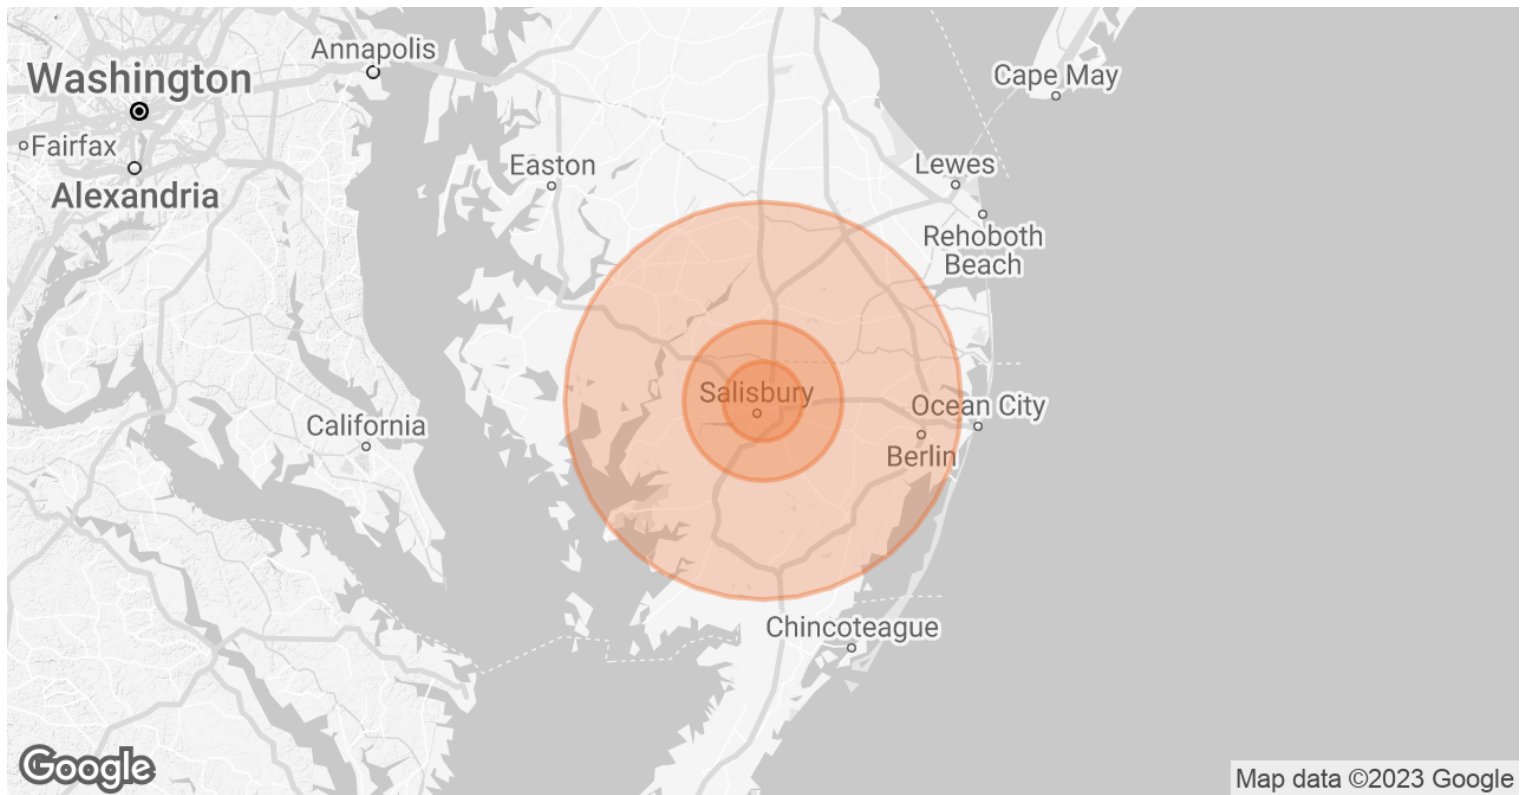 Annapolis
Washington
Cape May
Fairfax
Easton
Lewes
Alexandria
Rehoboth
Beach
Salisbury
Ocean City
California
Berlin
Chincoteague
Google
Map data ©2023 Google